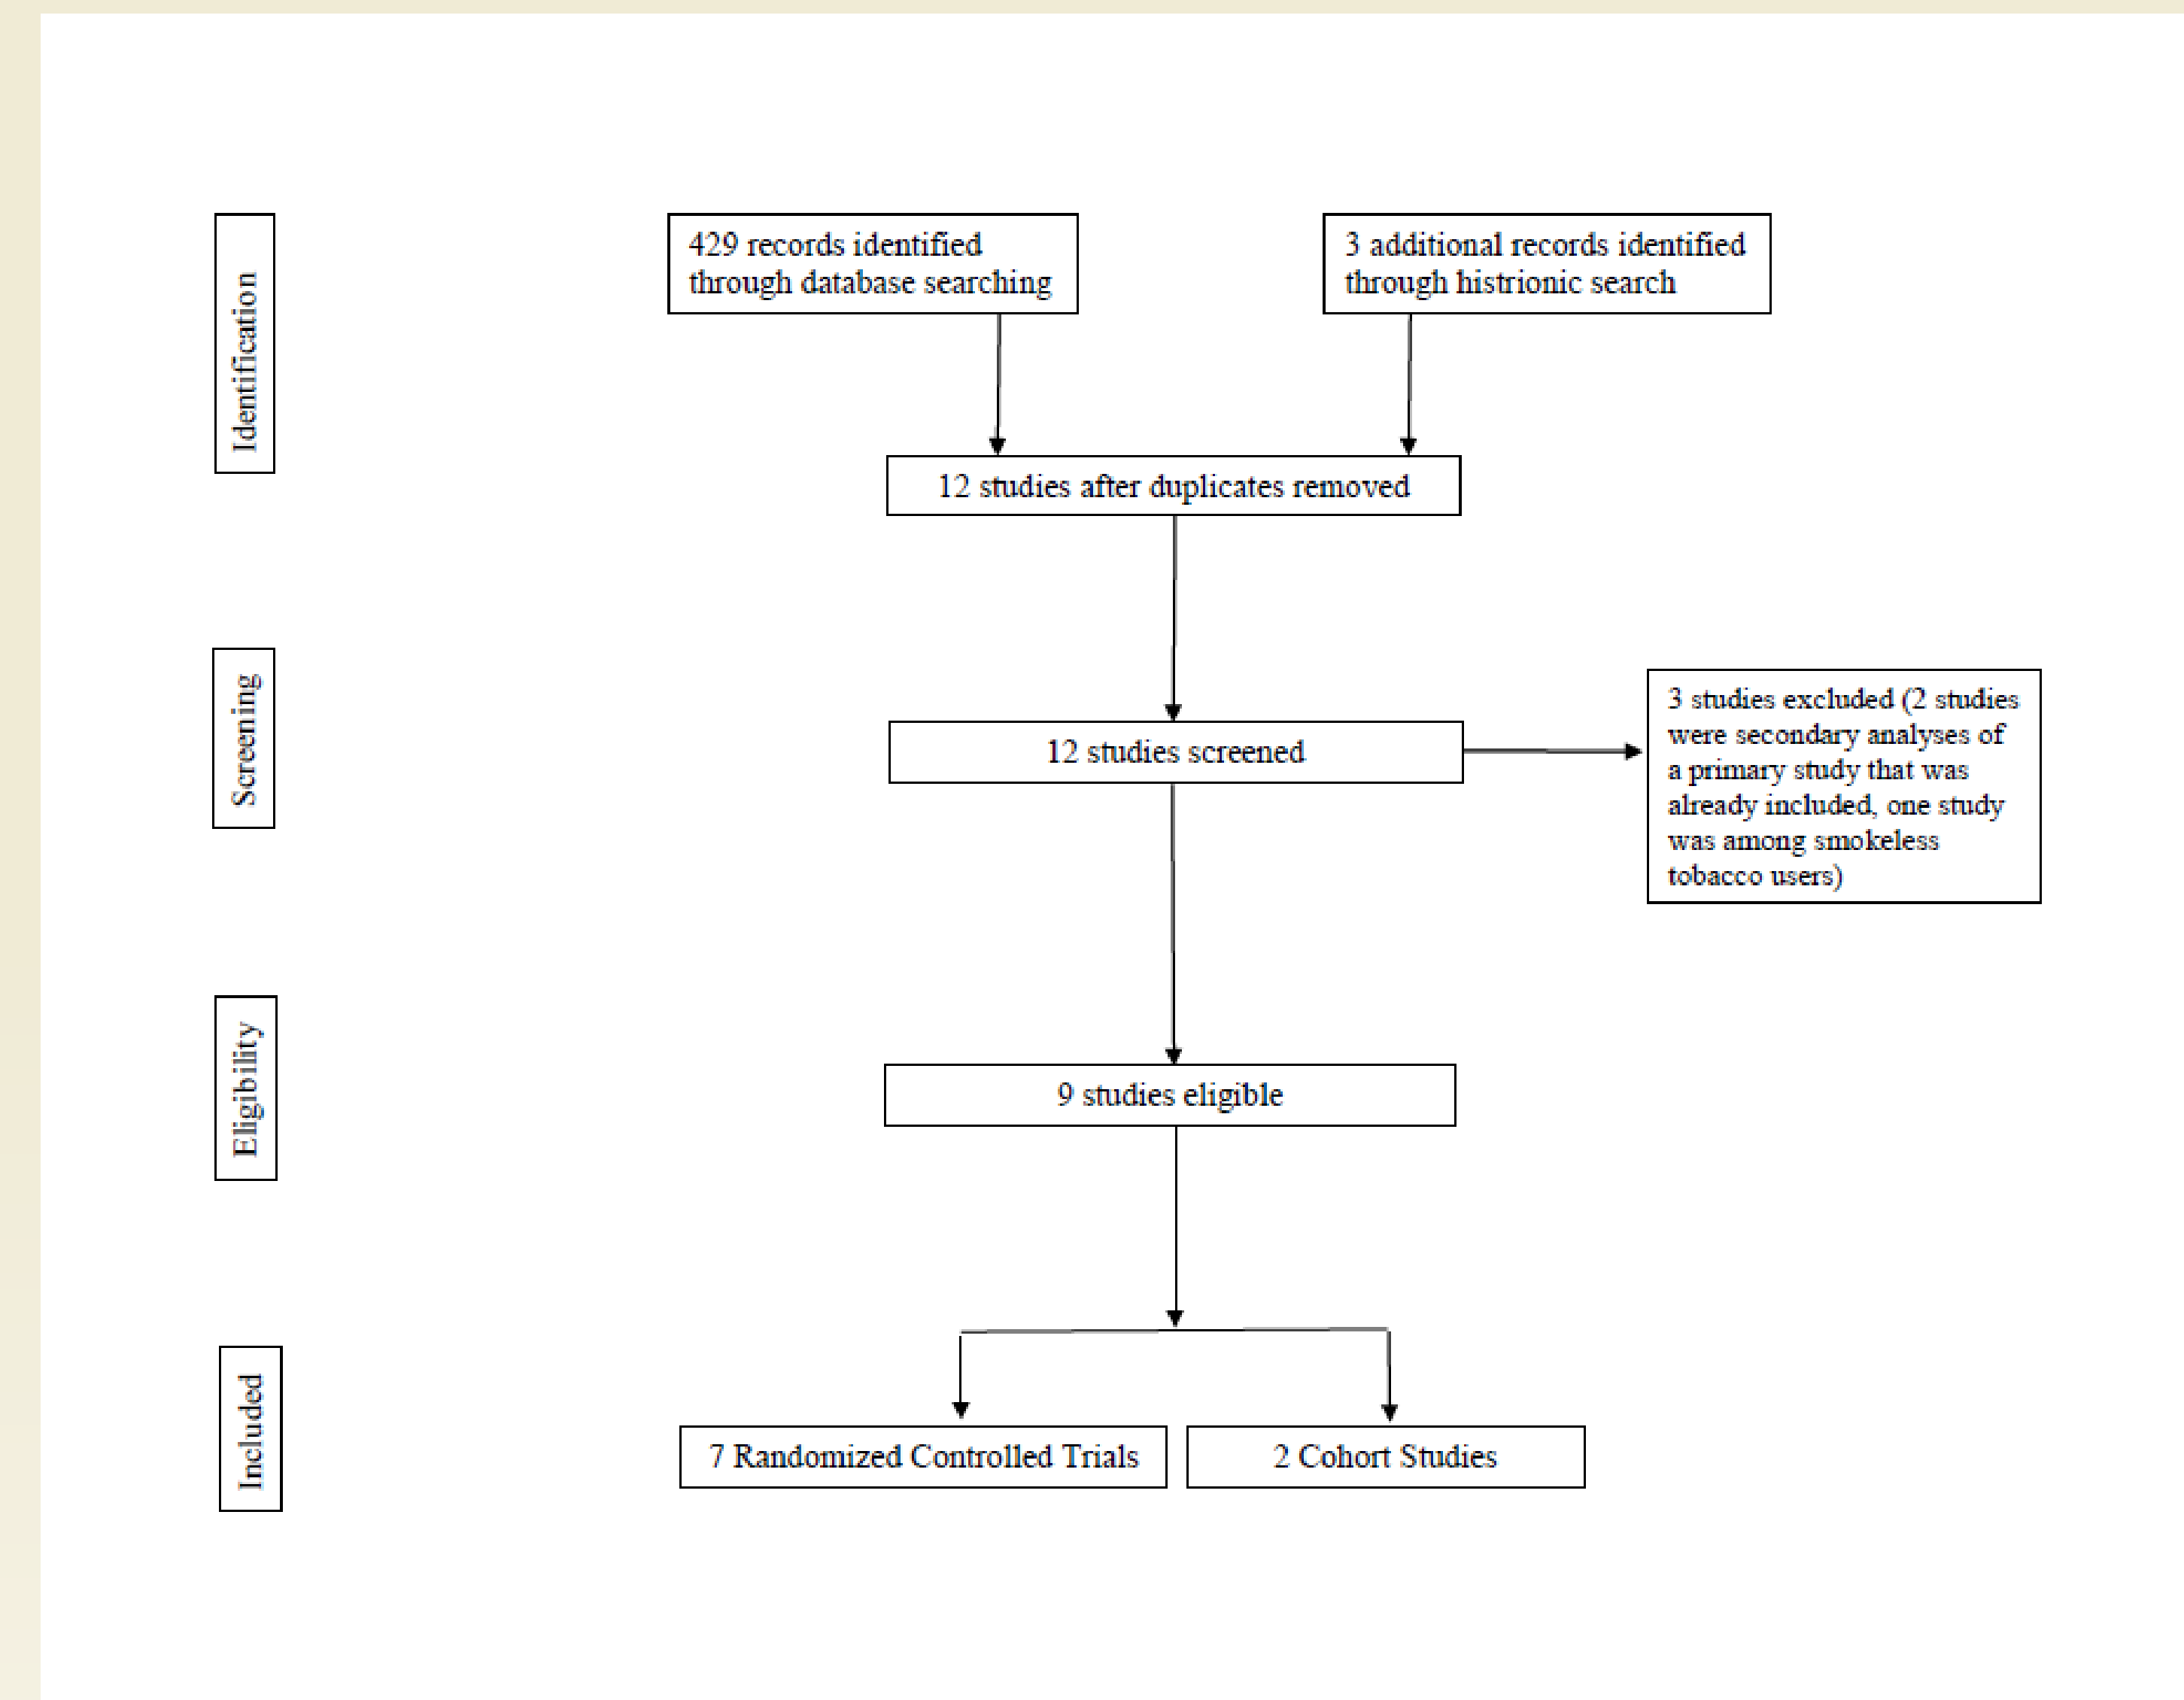 Identification
429 records identified
through database searching
3 additional records identified
through histrionic search
12 studies after duplicates removed
Screening
12 studies screened
3 studies excluded (2 studies
were secondary analyses of
a primary study that was
already included, one study
was among smokeless
tobacco users)
Eligibility
9 studies eligible
Included
7 Randomized Controlled Trials
2 Cohort Studies